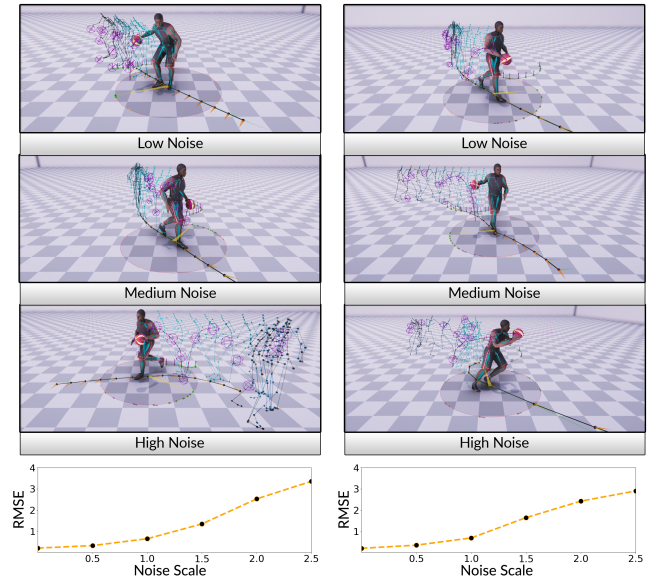 Low Noise
Low Noise
Medium Noise
Medium Noise
High Noise
High Noise
4
3
2
1
RMSE
0.5 1.0 1.5 2.0 2.5
Noise Scale
4
3
2
1
RMSE
0.5 1.0 1.5 2.0 2.5
Noise Scale